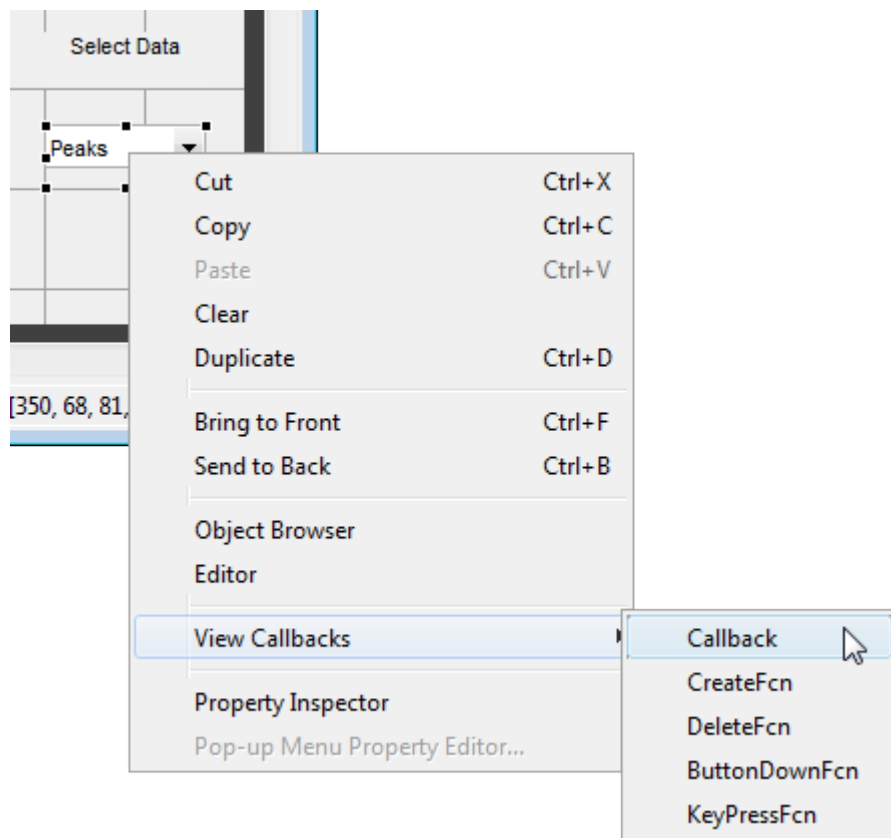 Select Data
Peaks
Cut Ctrl+X
Copy Ctrl+C
Paste Ctrl+V
Clear
Duplicate Ctrl+D
[350, 68, 81,
Bring to Front Ctrl+F
Send to Back Ctrl+B
Object Browser
Editor
View Callbacks
Callback
CreateFcn
Property Inspector
DeleteFcn
Pop-up Menu Property Editor...
ButtonDownFcn
KeyPressFcn